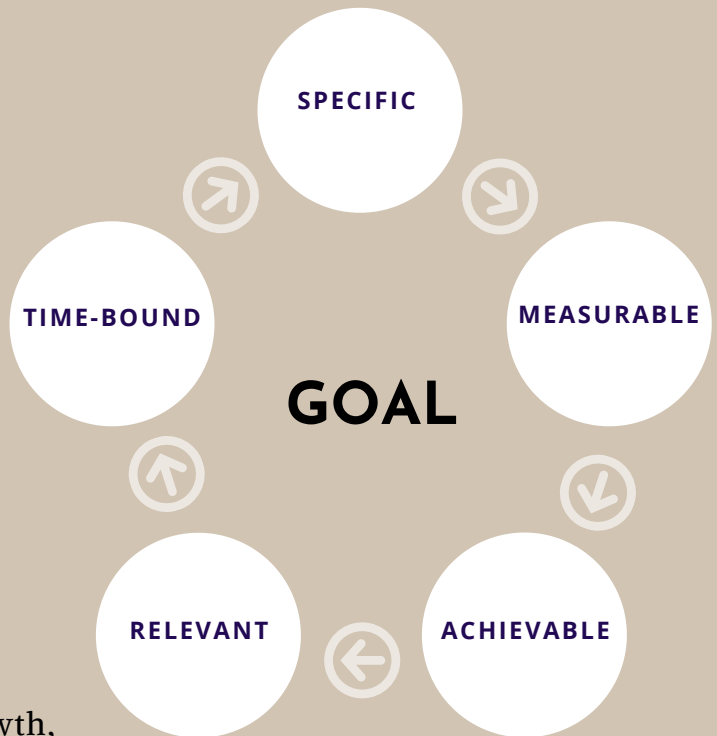 SPECIFIC
MEASURABLE
TIME-BOUND
GOAL
ACHIEVABLE
RELEVANT